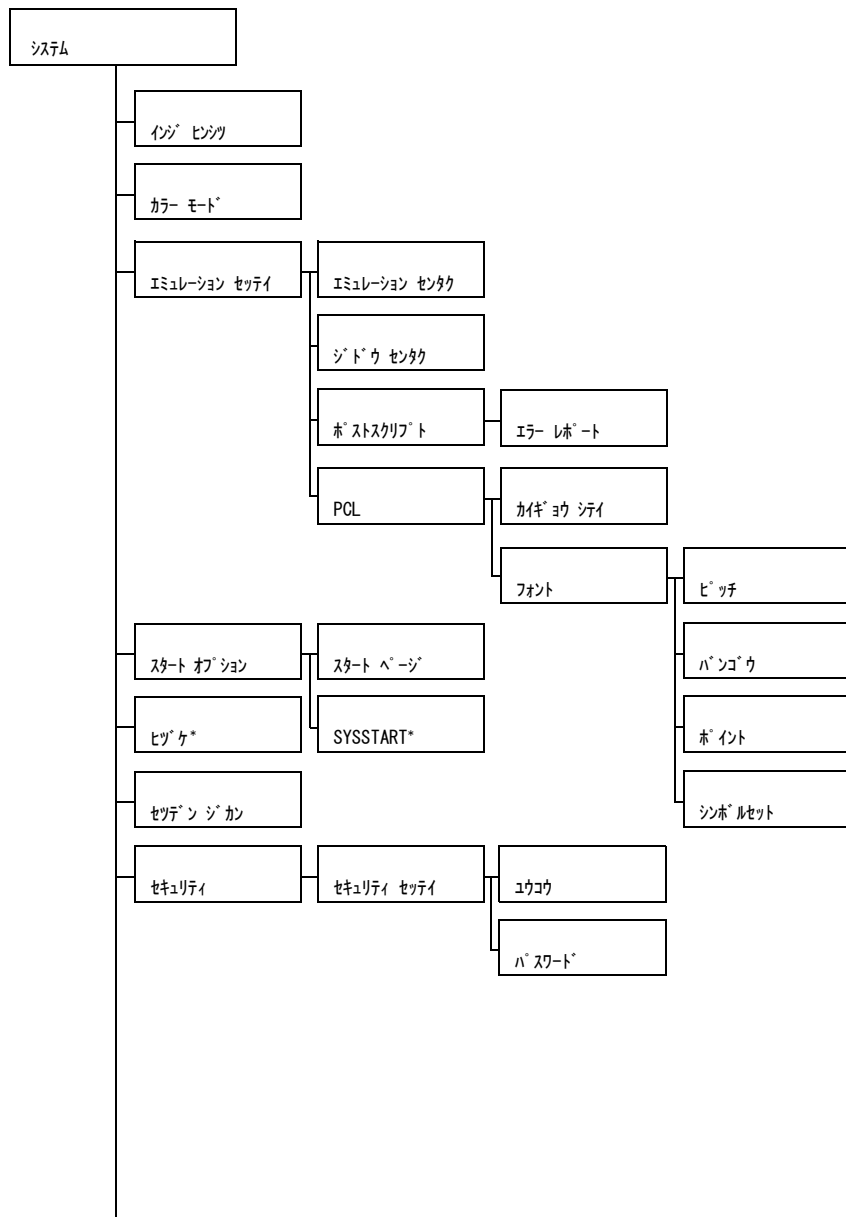 ｼｽﾃﾑ
ｲﾝｼﾞ ﾋﾝｼﾂ
ｶﾗｰ ﾓｰﾄﾞ
ｴﾐｭﾚｰｼｮﾝ ｾｯﾃｲ
ｴﾐｭﾚｰｼｮﾝ ｾﾝﾀｸ
ｼﾞﾄﾞｳ ｾﾝﾀｸ
ﾎﾟｽﾄｽｸﾘﾌﾟﾄ
ｴﾗｰ ﾚﾎﾟｰﾄ
PCL
ｶｲｷﾞｮｳ ｼﾃｲ
ﾌｫﾝﾄ
ﾋﾟｯﾁ
ﾊﾞﾝｺﾞｳ
ﾎﾟｲﾝﾄ
ｼﾝﾎﾞﾙｾｯﾄ
ｽﾀｰﾄ ｵﾌﾟｼｮﾝ
ｽﾀｰﾄ ﾍﾟｰｼﾞ
SYSSTART*
ﾋﾂﾞｹ*
ｾﾂﾃﾞﾝ ｼﾞｶﾝ
ｾｷｭﾘﾃｨ
ｾｷｭﾘﾃｨ ｾｯﾃｲ
ﾕｳｺｳ
ﾊﾟｽﾜｰﾄﾞ